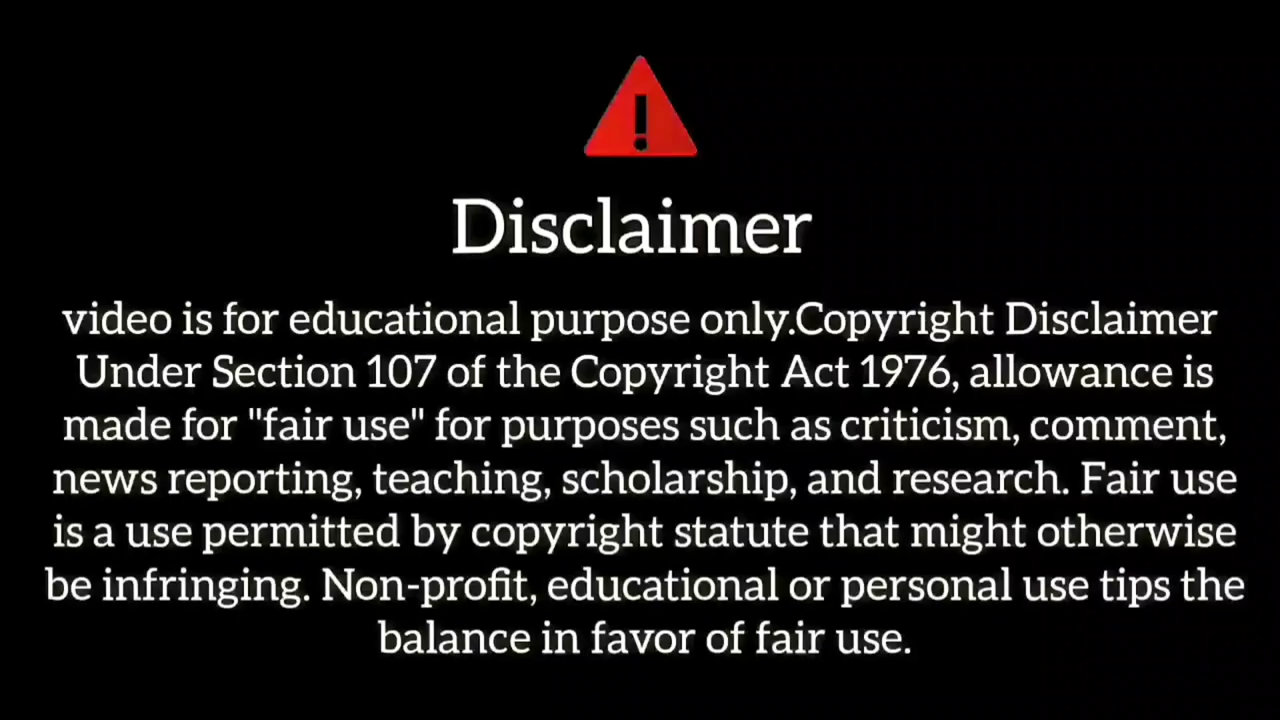 Disclaimer
video is for educational purpose only.Copyright Disclaimer
Under Section 107 of the Copyright Act 1976, allowance is
made for "fair use" for purposes such as criticism, comment,
news reporting, teaching, scholarship, and research. Fair use
is a use permitted by copyright statute that might otherwise
be infringing. Non-profit, educational or personal use tips the
balance in favor of fair use.